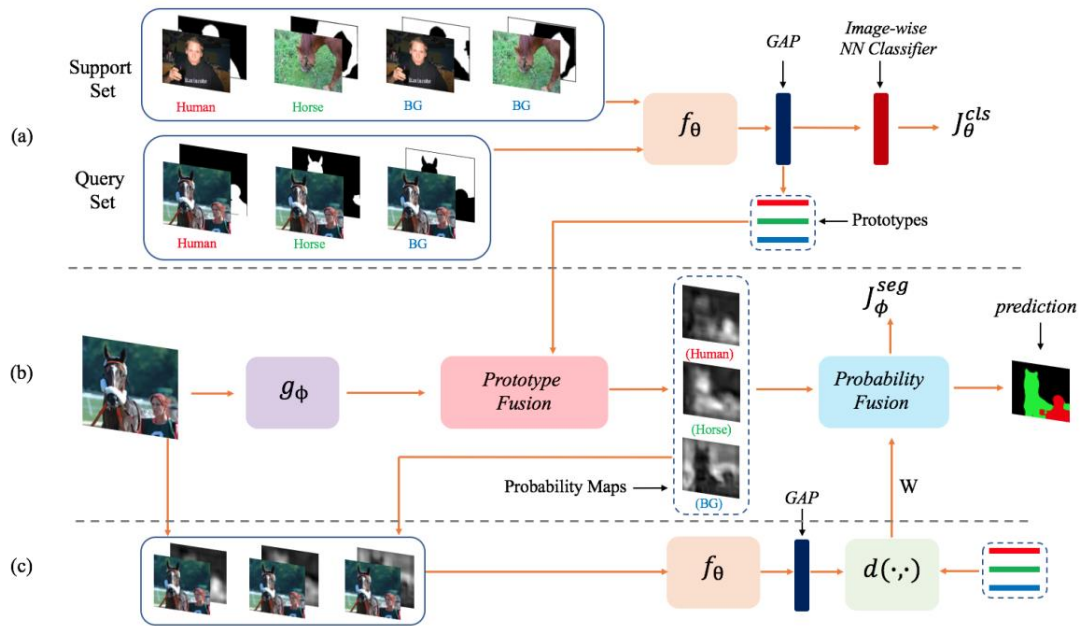 Support
Set
Human
Horse
BG
BG
GAP
Image-wise
NN Classifier
f_θ
J_θ^{cls}
(a)
Query
Set
Human
Horse
BG
Prototypes
(b)
g_ϕ
Prototype
Fusion
(Human)
(Horse)
(BG)
Probability Maps
J_ϕ^{seg}
Probability
Fusion
prediction
W
(c)
f_θ
GAP
d(·,·)